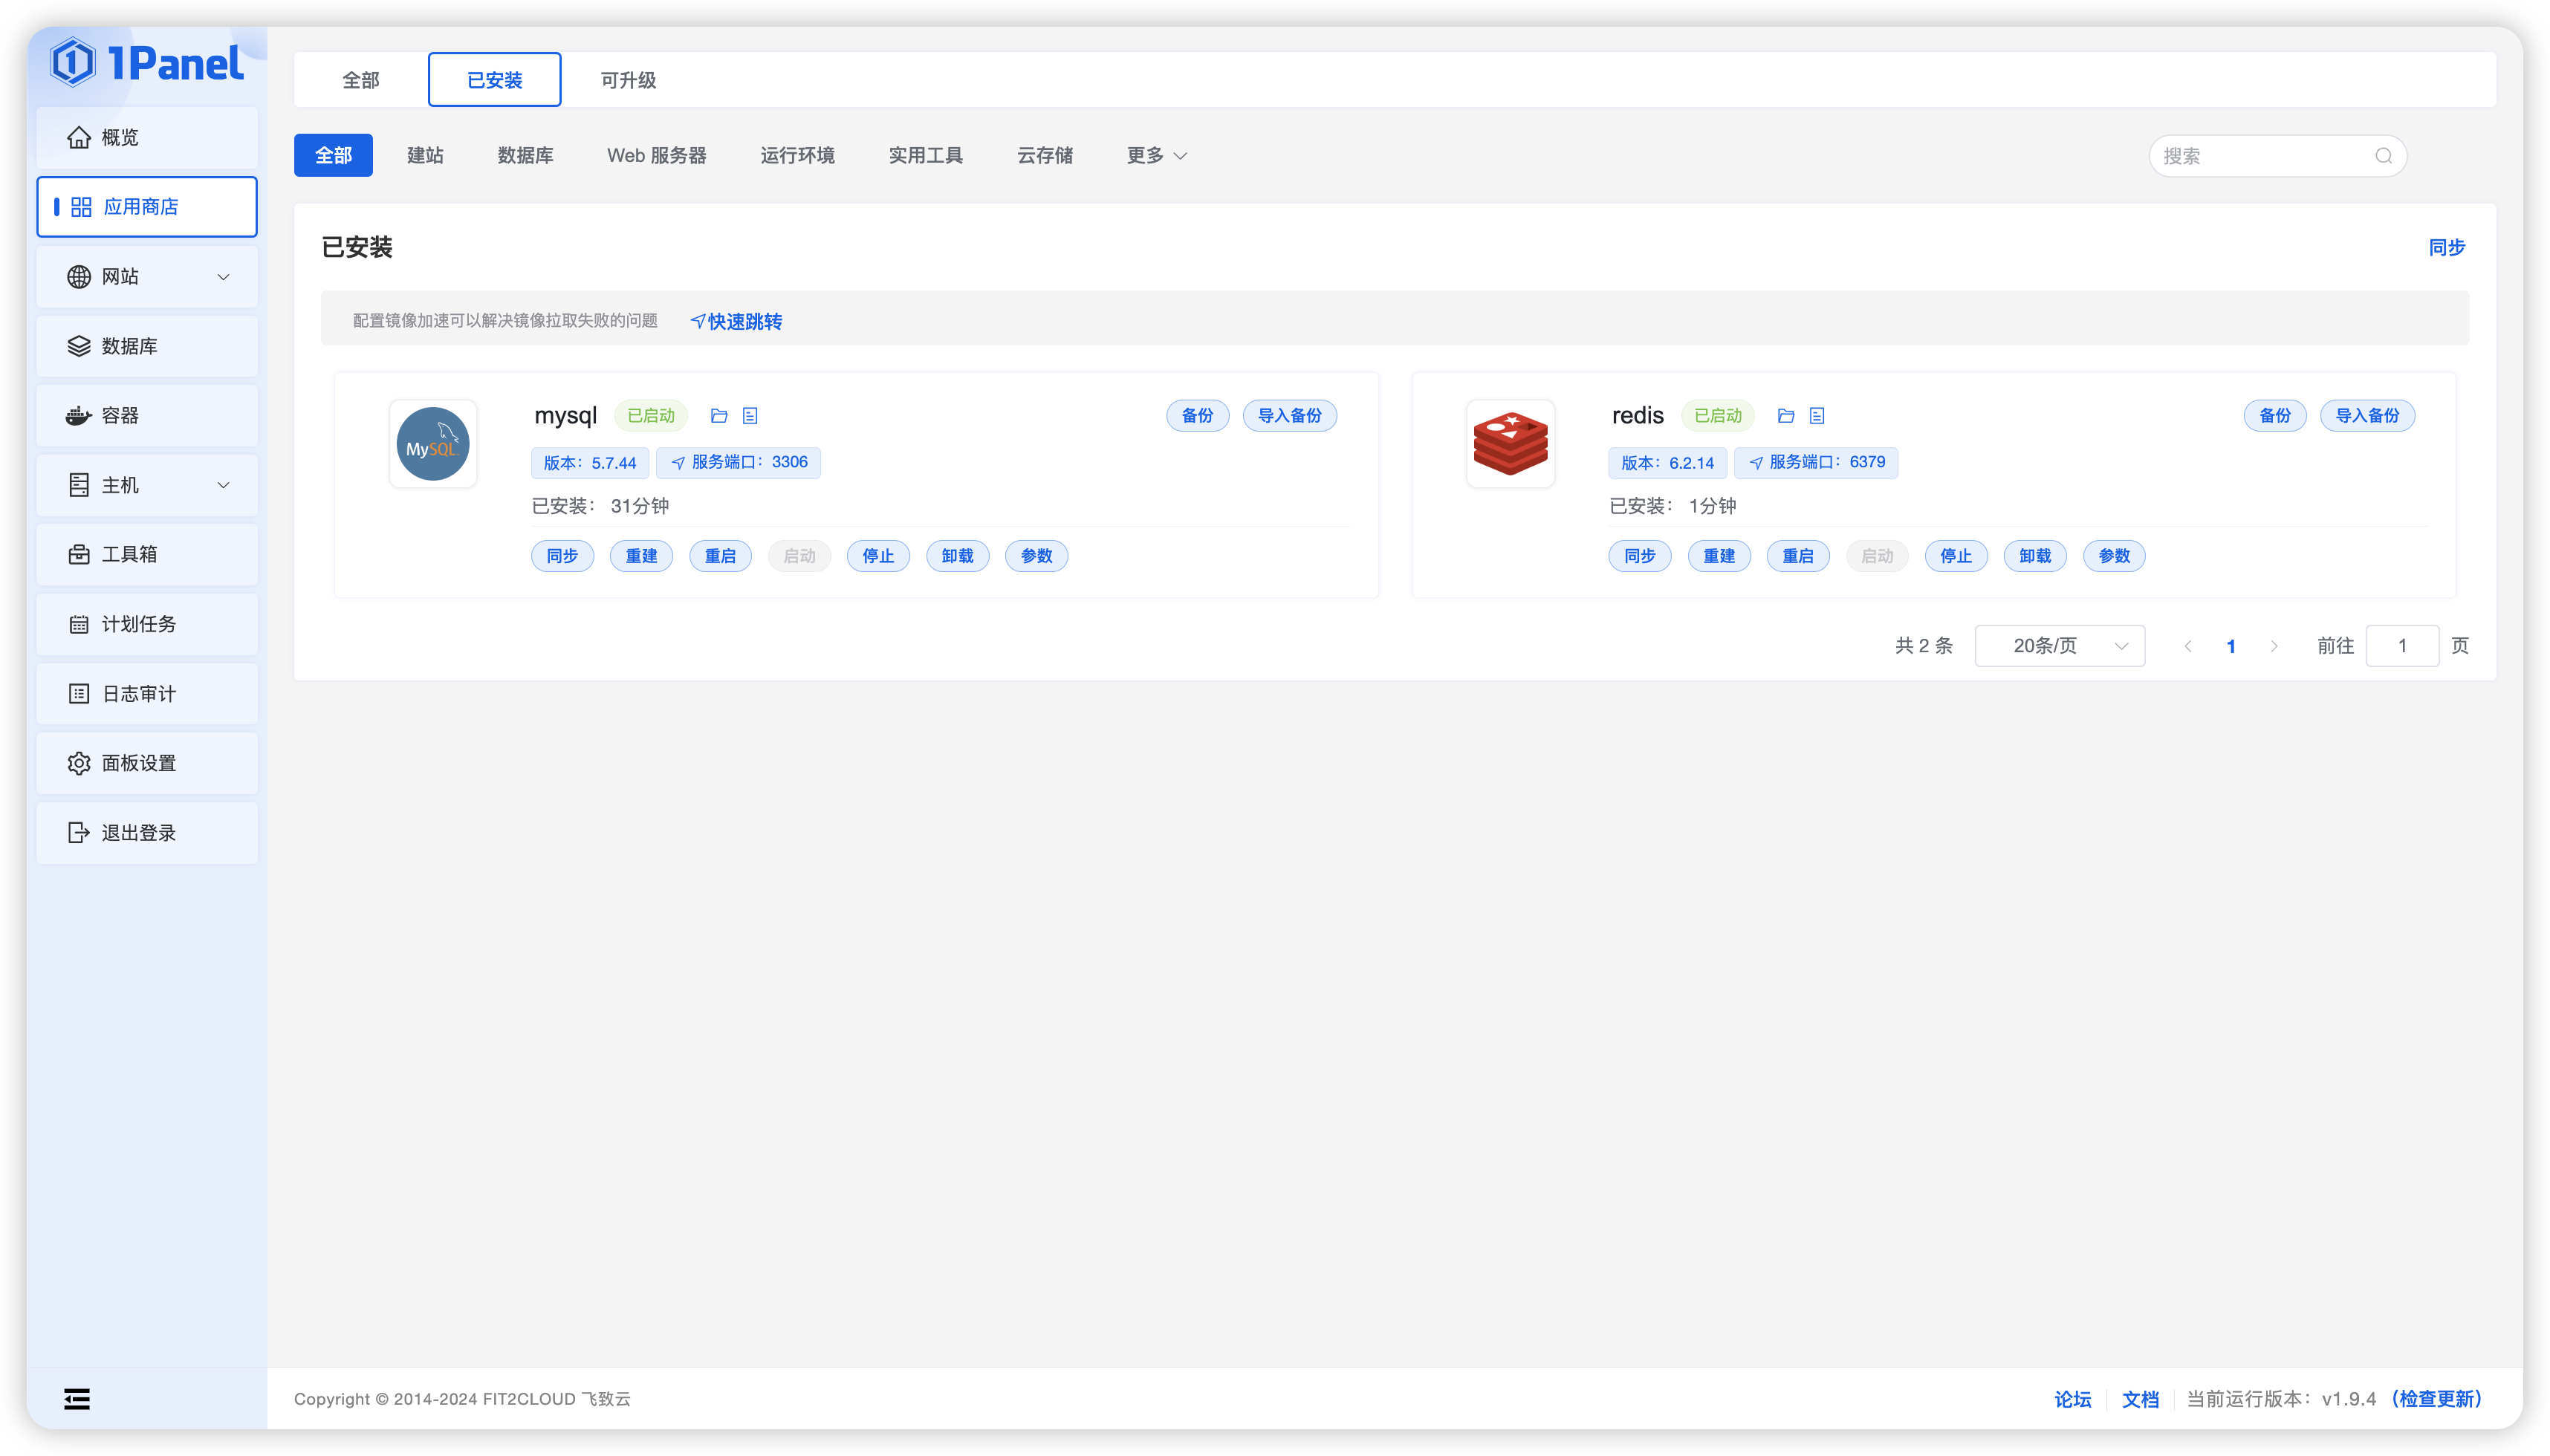 1Panel
概览
应用商店
网站
数据库
容器
主机
工具箱
计划任务
日志审计
面板设置
退出登录
全部 已安装 可升级
全部 建站 数据库 Web 服务器 运行环境 实用工具 云存储 更多 搜索
已安装 同步
配置镜像加速可以解决镜像拉取失败的问题 快速跳转
MySQL
mysql 已启动 备份 导入备份
版本：5.7.44 服务端口：3306
已安装： 31分钟
同步 重建 重启 启动 停止 卸载 参数
redis 已启动 备份 导入备份
版本：6.2.14 服务端口：6379
已安装： 1分钟
同步 重建 重启 启动 停止 卸载 参数
共 2 条 20条/页 1 前往 1 页
Copyright © 2014-2024 FIT2CLOUD 飞致云 论坛 文档 当前运行版本：v1.9.4 （检查更新）